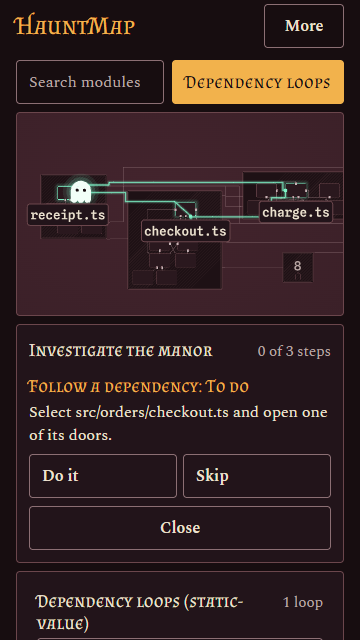 HauntMap
More
Search modules
Dependency loops
receipt.ts
charge.ts
checkout.ts
8
Investigate the manor
0 of 3 steps
Follow a dependency: To do
Select src/orders/checkout.ts and open one
of its doors.
Do it
Skip
Close
Dependency loops (static-
value)
1 loop